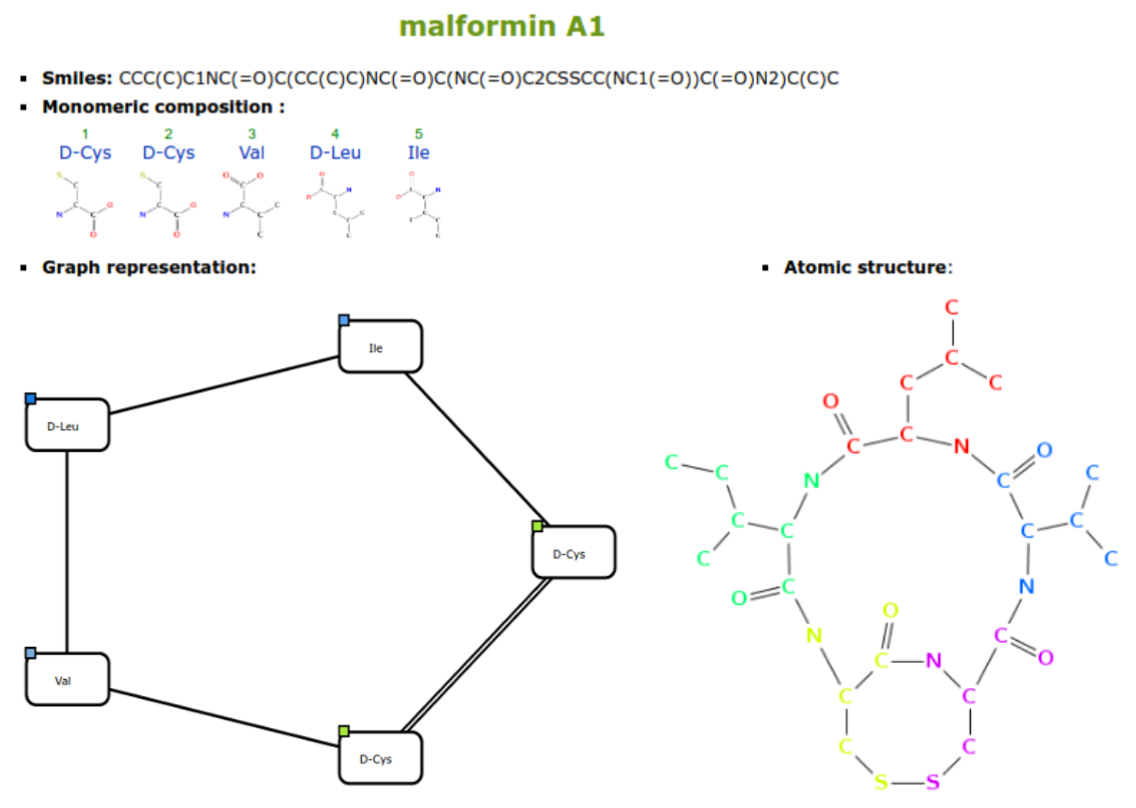 malformin A1
Smiles: CCC(C)C1NC(=O)C(CC(C)C)NC(=O)C(NC(=O)C2CSSCC(NC1(=O))C(=O)N2)C(C)C
Monomeric composition :
1 2 3 4 5
D-Cys D-Cys Val D-Leu Ile
Graph representation:
Atomic structure:
Ile
D-Leu
D-Cys
Val
D-Cys
C
C
C C
O
C C N
C O C
N C
C C
C C C C
C C
O C N
O
N C
C N O
C C
C C
S S